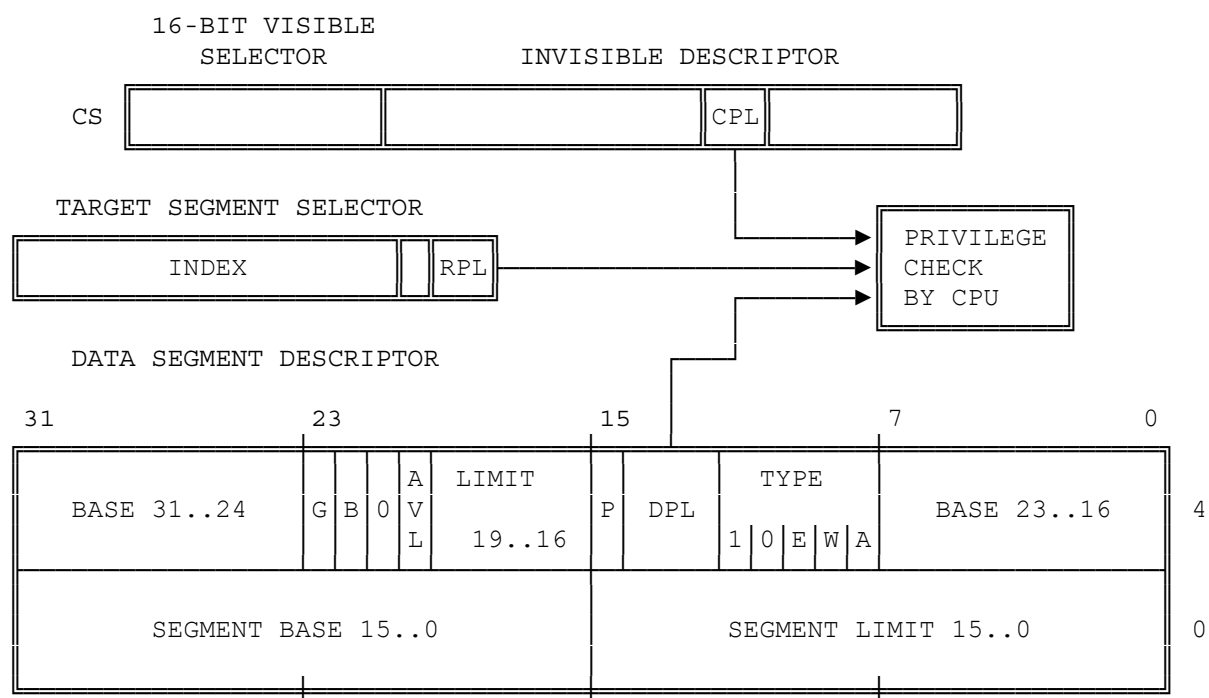 16-BIT VISIBLE
SELECTOR INVISIBLE DESCRIPTOR
CS CPL
TARGET SEGMENT SELECTOR
INDEX RPL
PRIVILEGE
CHECK
BY CPU
DATA SEGMENT DESCRIPTOR
31 23 15 7 0
BASE 31..24 G B 0 AVL LIMIT 19..16 P DPL TYPE 1 0 E W A BASE 23..16 4
SEGMENT BASE 15..0 SEGMENT LIMIT 15..0 0